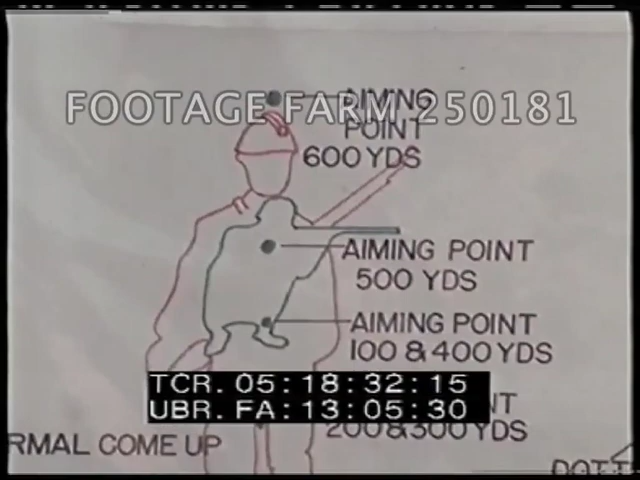 FOOTAGE FARM 250181
AIMING
POINT
600 YDS
AIMING POINT
500 YDS
AIMING POINT
100 & 400 YDS
TCR. 05:18:32:15
UBR. FA:13:05:30
NT
200 & 300 YDS
RMAL COME UP